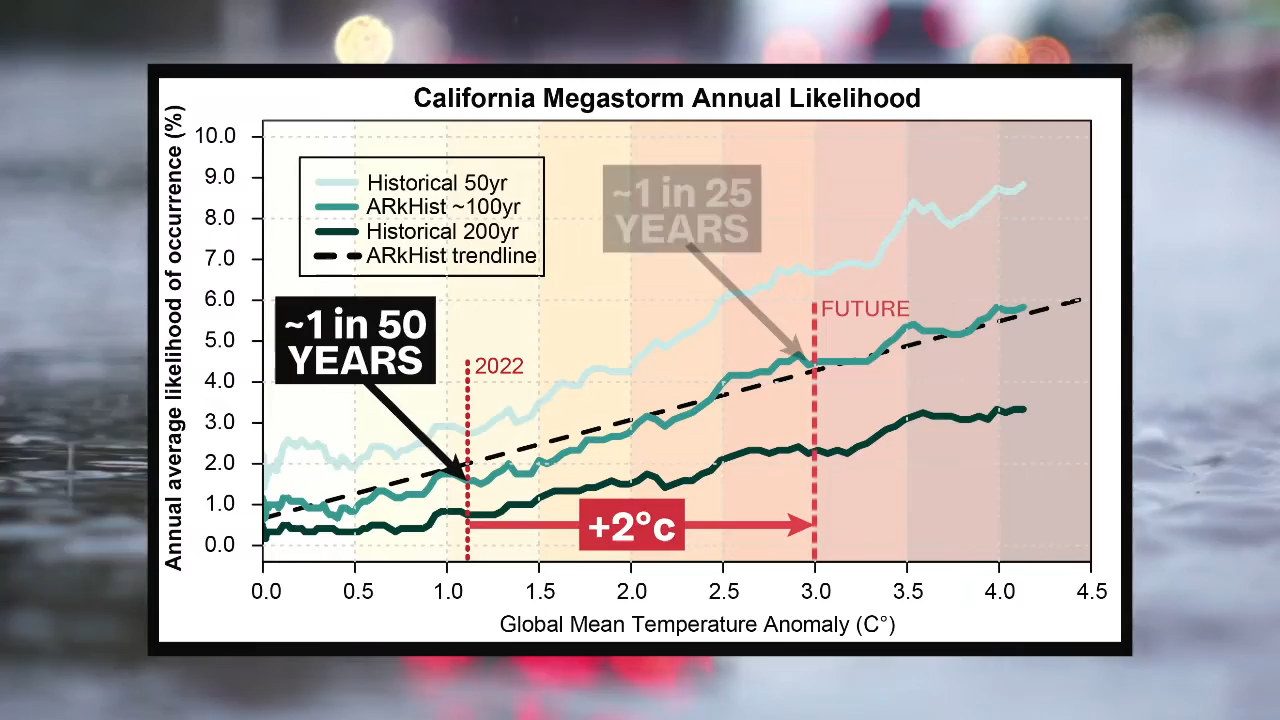 California Megastorm Annual Likelihood
Annual average likelihood of occurrence (%)
10.0
9.0
8.0
7.0
6.0
5.0
4.0
3.0
2.0
1.0
0.0
Historical 50yr
ARkHist ~100yr
Historical 200yr
ARkHist trendline
~1 in 25
YEARS
~1 in 50
YEARS
FUTURE
2022
+2°c
0.0
0.5
1.0
1.5
2.0
2.5
3.0
3.5
4.0
4.5
Global Mean Temperature Anomaly (C°)